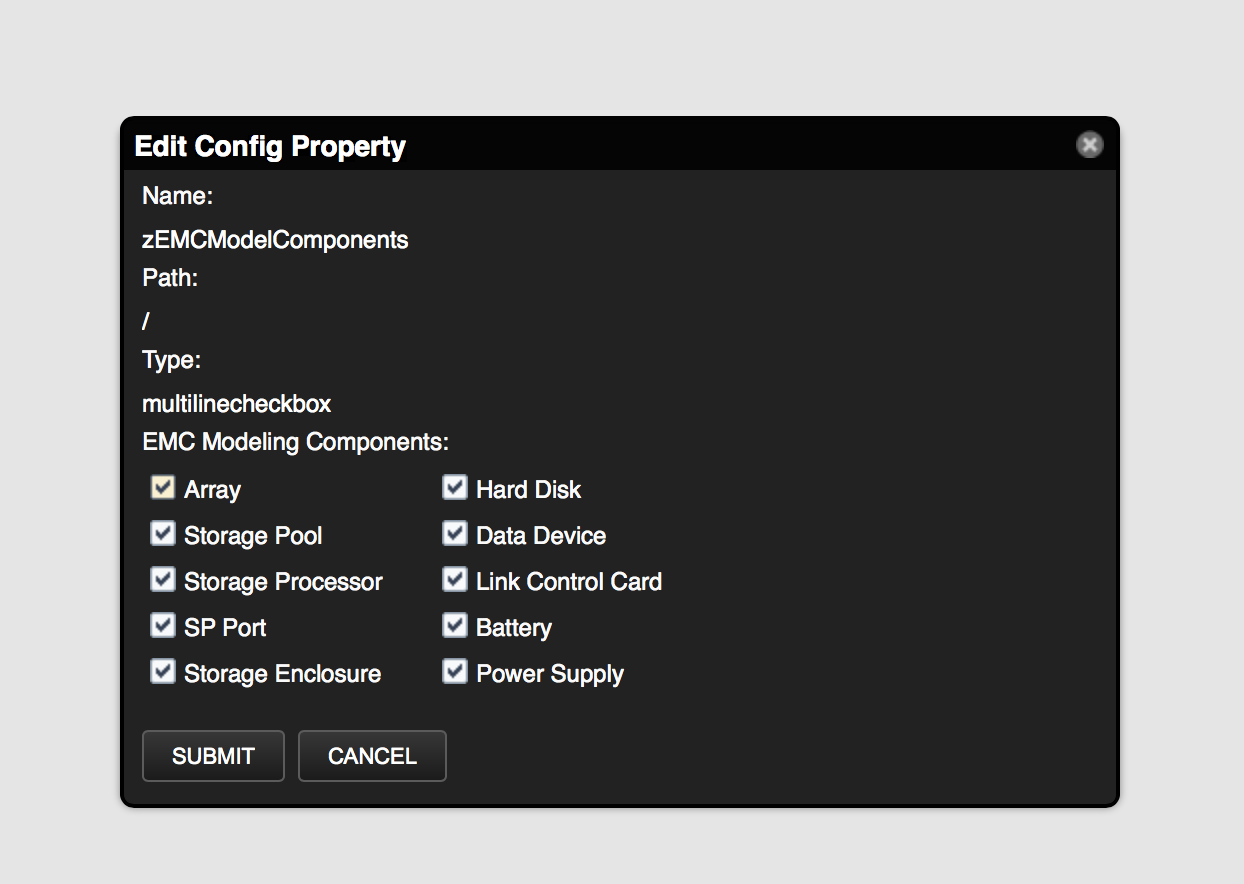 Edit Config Property
Name:
zEMCModelComponents
Path:
/
Type:
multilinecheckbox
EMC Modeling Components:
Array
Hard Disk
Storage Pool
Data Device
Storage Processor
Link Control Card
SP Port
Battery
Storage Enclosure
Power Supply
SUBMIT
CANCEL